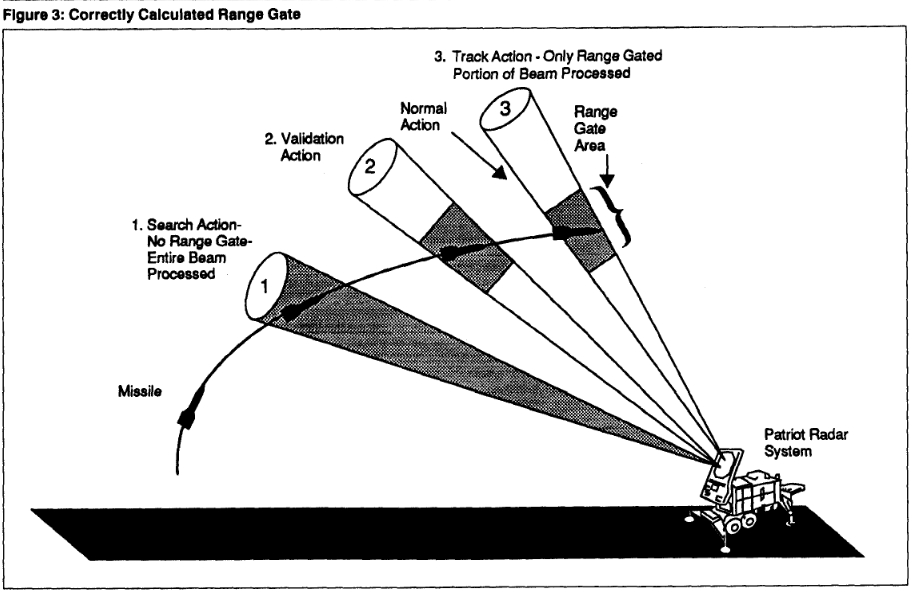 Figure 3: Correctly Calculated Range Gate
3. Track Action - Only Range Gated
Portion of Beam Processed
Normal
Action
Range
Gate
Area
3
2. Validation
Action
2
1. Search Action-
No Range Gate-
Entire Beam
Processed
1
Missile
Patriot Radar
System